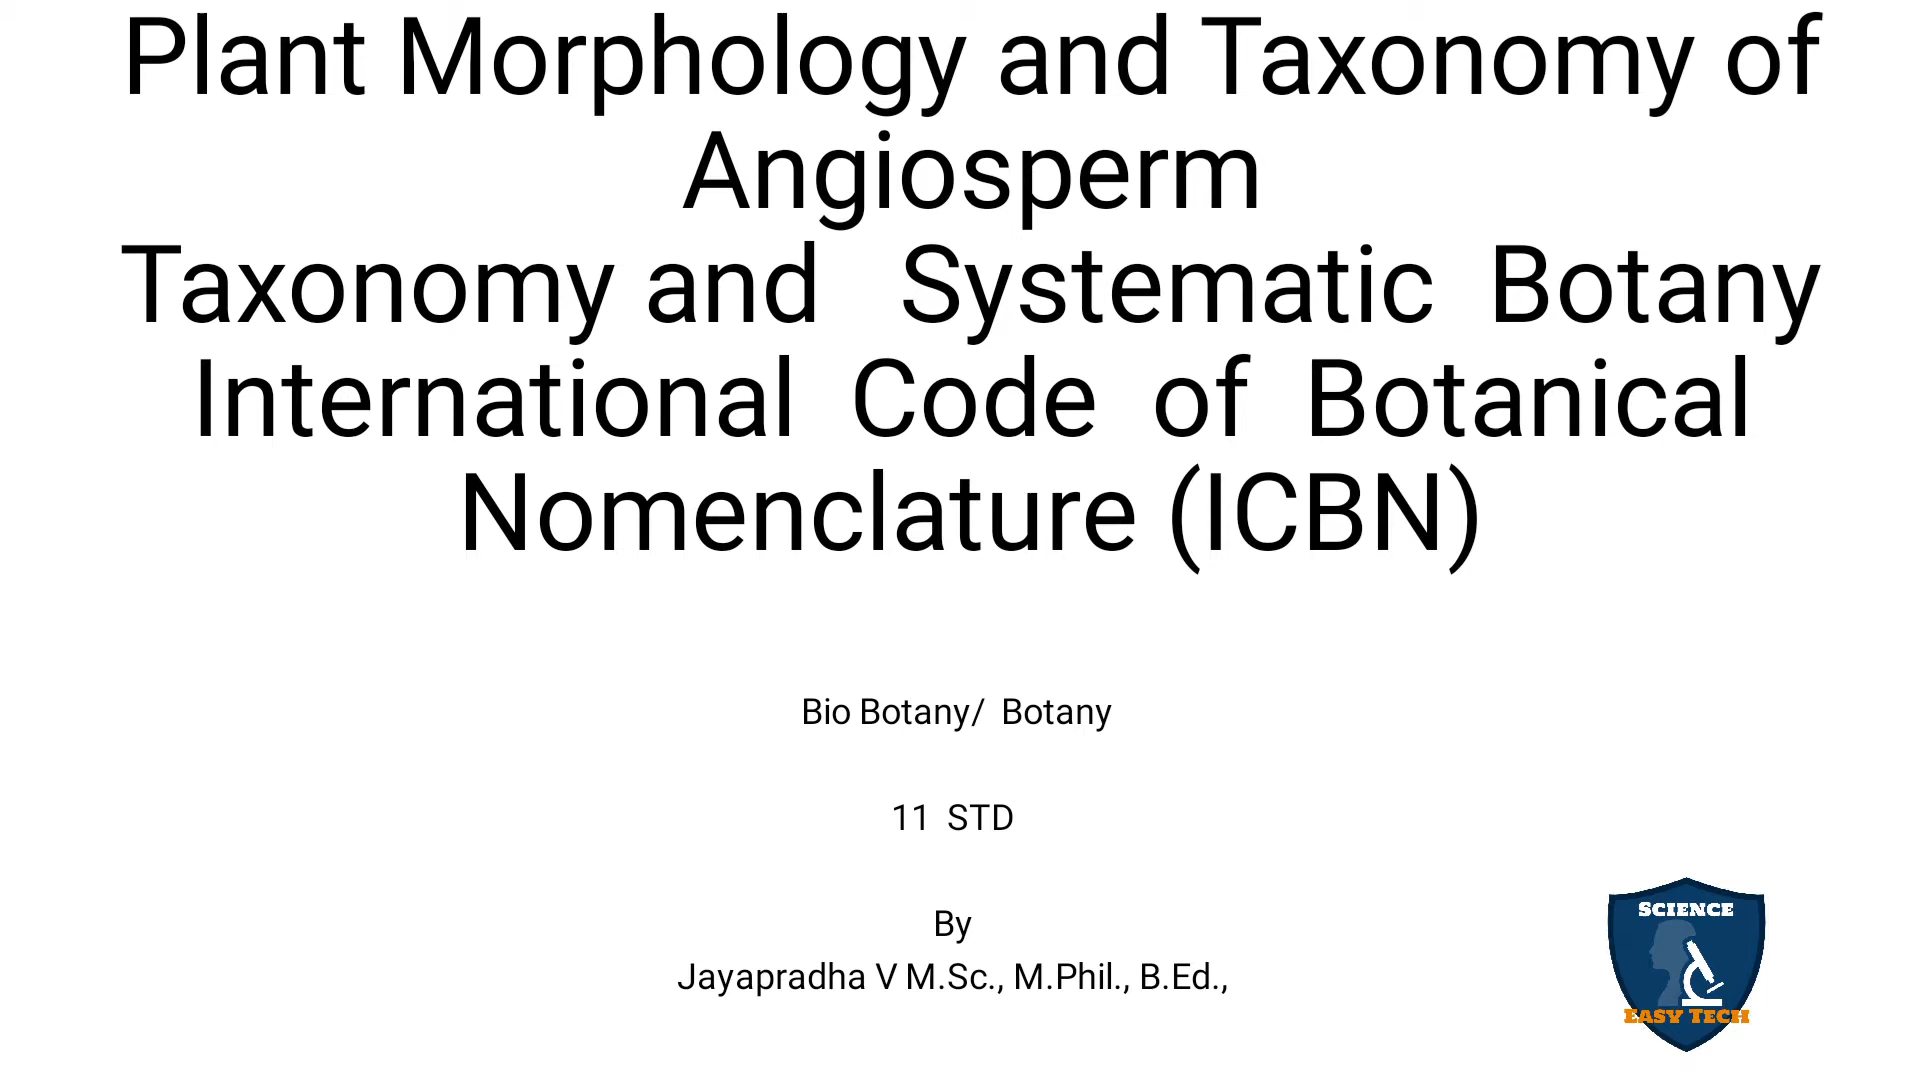 Plant Morphology and Taxonomy of
Angiosperm
Taxonomy and Systematic Botany
International Code of Botanical
Nomenclature (ICBN)
Bio Botany/ Botany
11 STD
By
Jayapradha V M.Sc., M.Phil., B.Ed.,
SCIENCE
EASY TECH